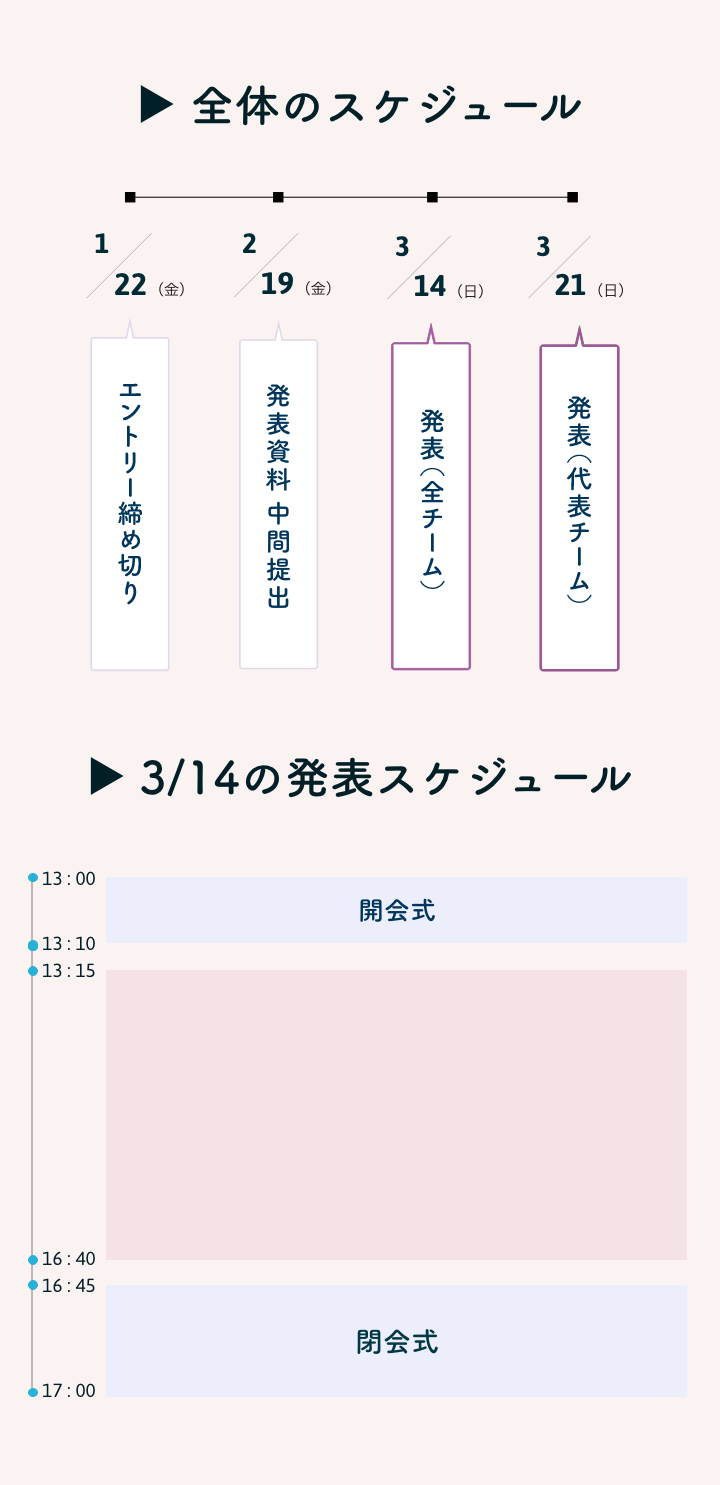 ▶ 全体のスケジュール
1/22（金）
2/19（金）
3/14（日）
3/21（日）
エントリー締め切り
発表資料 中間提出
発表（全チーム）
発表（代表チーム）
▶ 3/14の発表スケジュール
13:00
開会式
13:10
13:15
16:40
16:45
閉会式
17:00